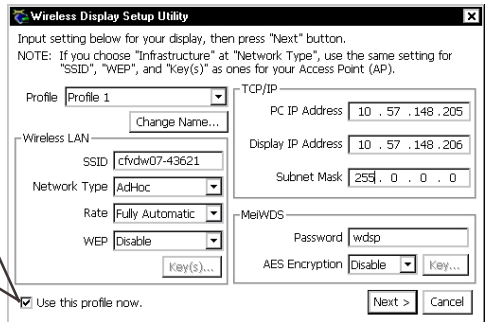 Wireless Display Setup Utility
Input setting below for your display, then press "Next" button.
NOTE: If you choose "Infrastructure" at "Network Type", use the same setting for
"SSID", "WEP", and "Key(s)" as ones for your Access Point (AP).
Profile Profile 1
Change Name...
Wireless LAN
SSID cfvdw07-43621
Network Type AdHoc
Rate Fully Automatic
WEP Disable
Key(s)...
TCP/IP
PC IP Address 10 . 57 . 148 . 205
Display IP Address 10 . 57 . 148 . 206
Subnet Mask 255 . 0 . 0 . 0
MeiWDS
Password wdsp
AES Encryption Disable Key...
Use this profile now.
Next > Cancel